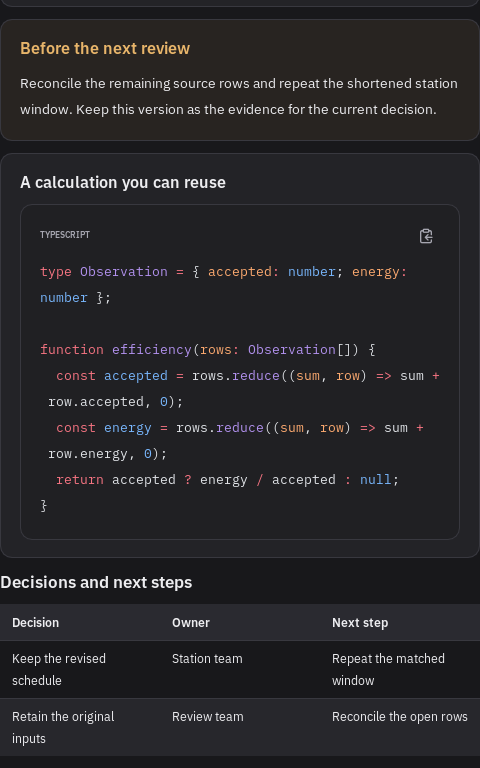 Before the next review
Reconcile the remaining source rows and repeat the shortened station
window. Keep this version as the evidence for the current decision.
A calculation you can reuse
TYPESCRIPT
type Observation = { accepted: number; energy:
number };
function efficiency(rows: Observation[]) {
  const accepted = rows.reduce((sum, row) => sum +
 row.accepted, 0);
  const energy = rows.reduce((sum, row) => sum +
 row.energy, 0);
  return accepted ? energy / accepted : null;
}
Decisions and next steps
Decision Owner Next step
Keep the revised Station team Repeat the matched
schedule window
Retain the original Review team Reconcile the open rows
inputs